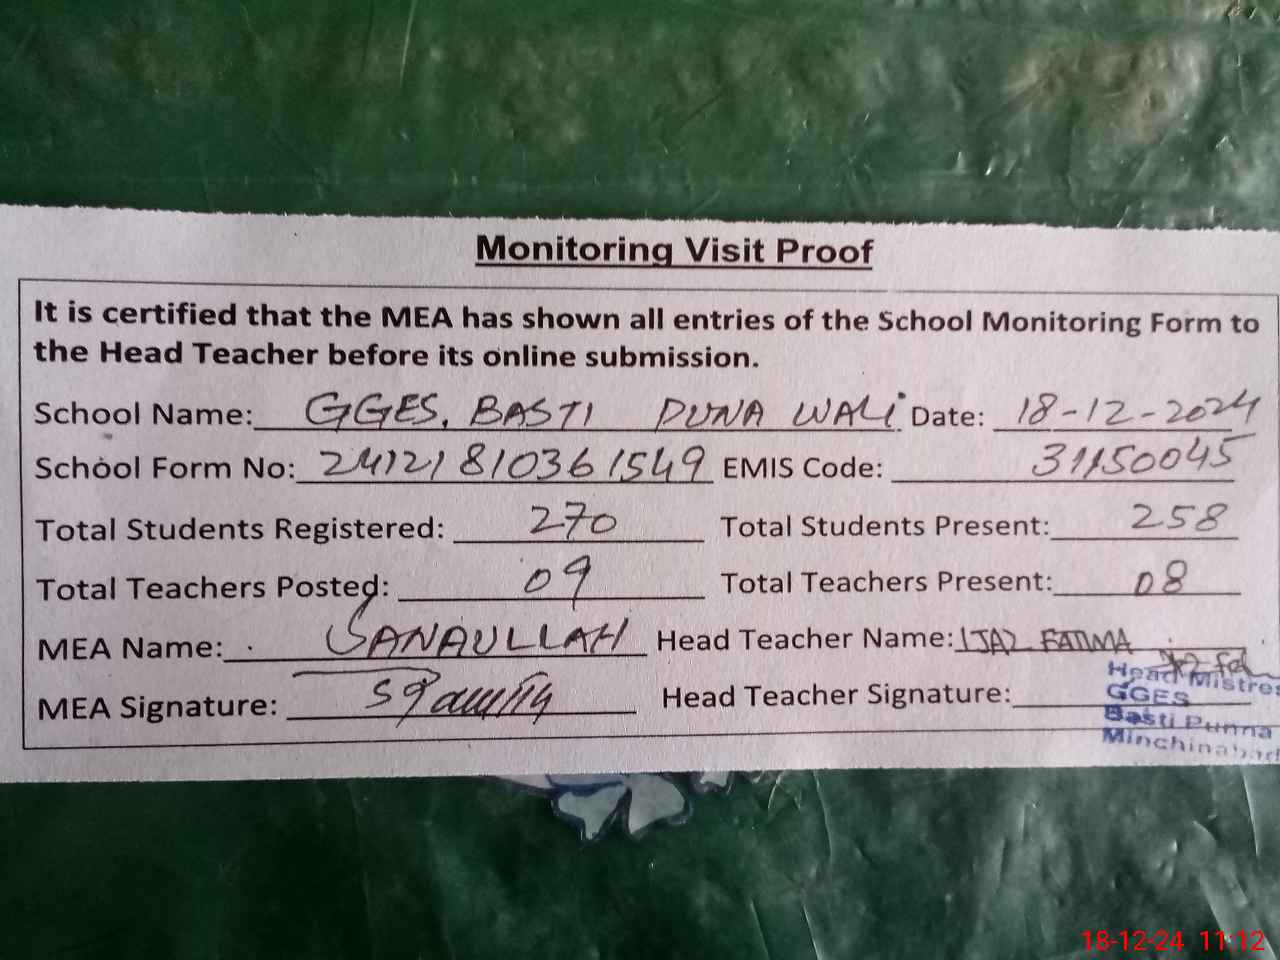 Monitoring Visit Proof
It is certified that the MEA has shown all entries of the School Monitoring Form to
the Head Teacher before its online submission.
School Name: GGES, BASTI PUNA WALi Date: 18-12-2024
School Form No: 24121810361549 EMIS Code: 31150045
Total Students Registered: 270 Total Students Present: 258
Total Teachers Posted: 09 Total Teachers Present: 08
MEA Name: SANAULLAH Head Teacher Name: IJAZ FATIMA
MEA Signature: Head Teacher Signature:
Head Mistres
GGES
Basti Punna
Minchinabad
18-12-24 11:12